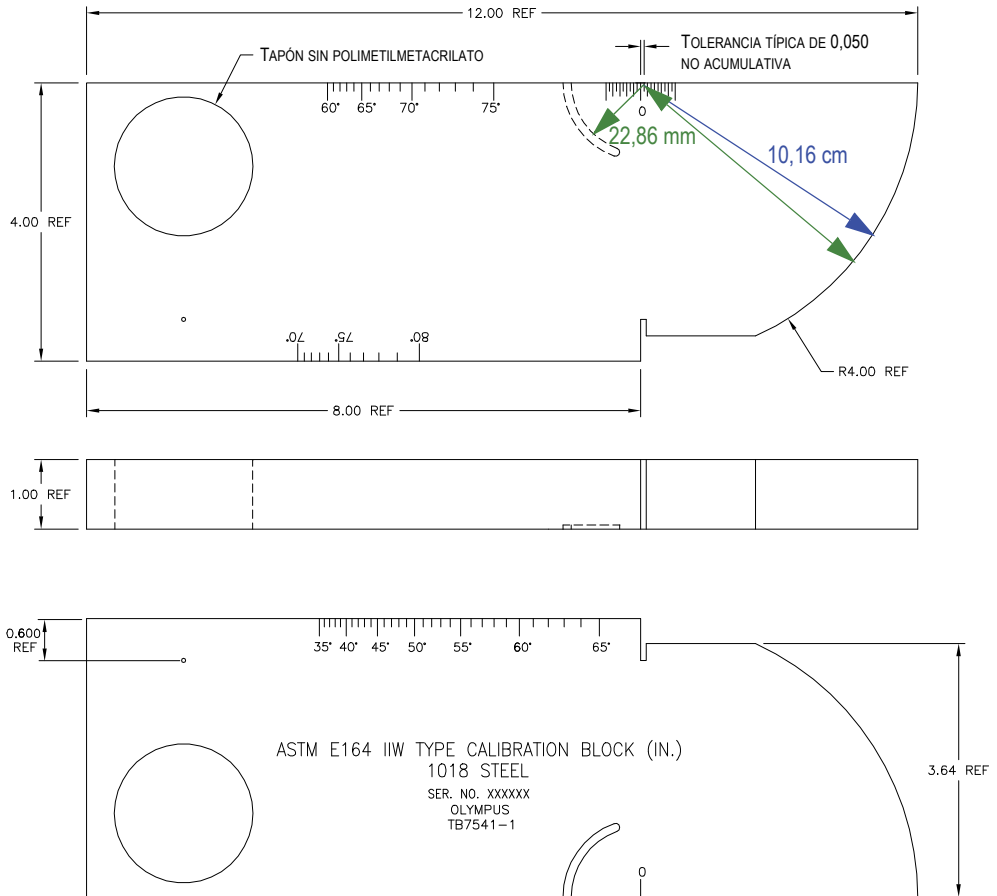 12.00 REF
TAPÓN SIN POLIMETILMETACRILATO
TOLERANCIA TÍPICA DE 0,050
NO ACUMULATIVA
60° 65° 70° 75°
0
22,86 mm
10,16 cm
4.00 REF
70° 75° 80°
R4.00 REF
8.00 REF
1.00 REF
0.600
REF
35° 40° 45° 50° 55° 60° 65°
ASTM E164 IIW TYPE CALIBRATION BLOCK (IN.)
1018 STEEL
SER. NO. XXXXXX
OLYMPUS
TB7541-1
3.64 REF
0